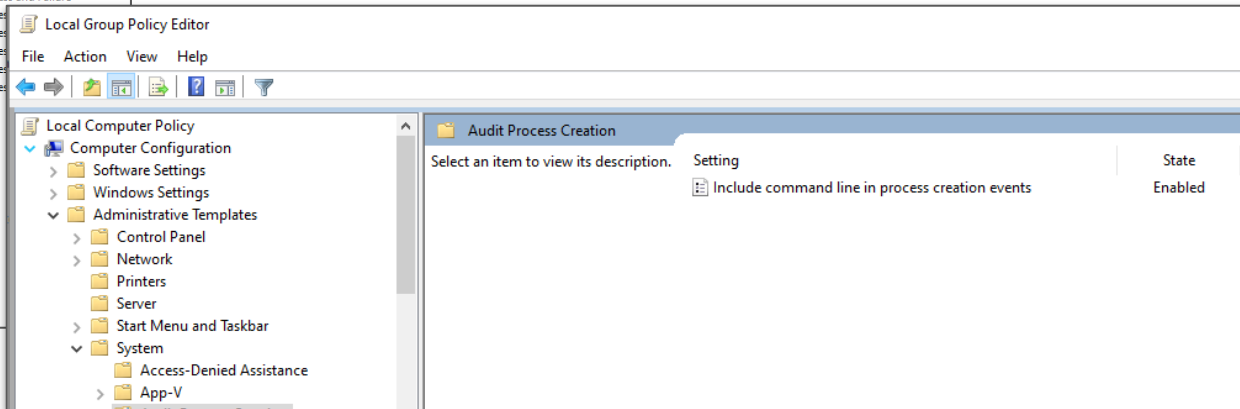 Local Group Policy Editor
File Action View Help
Local Computer Policy
Computer Configuration
Software Settings
Windows Settings
Administrative Templates
Control Panel
Network
Printers
Server
Start Menu and Taskbar
System
Access-Denied Assistance
App-V
Audit Process Creation
Select an item to view its description.
Setting State
Include command line in process creation events Enabled